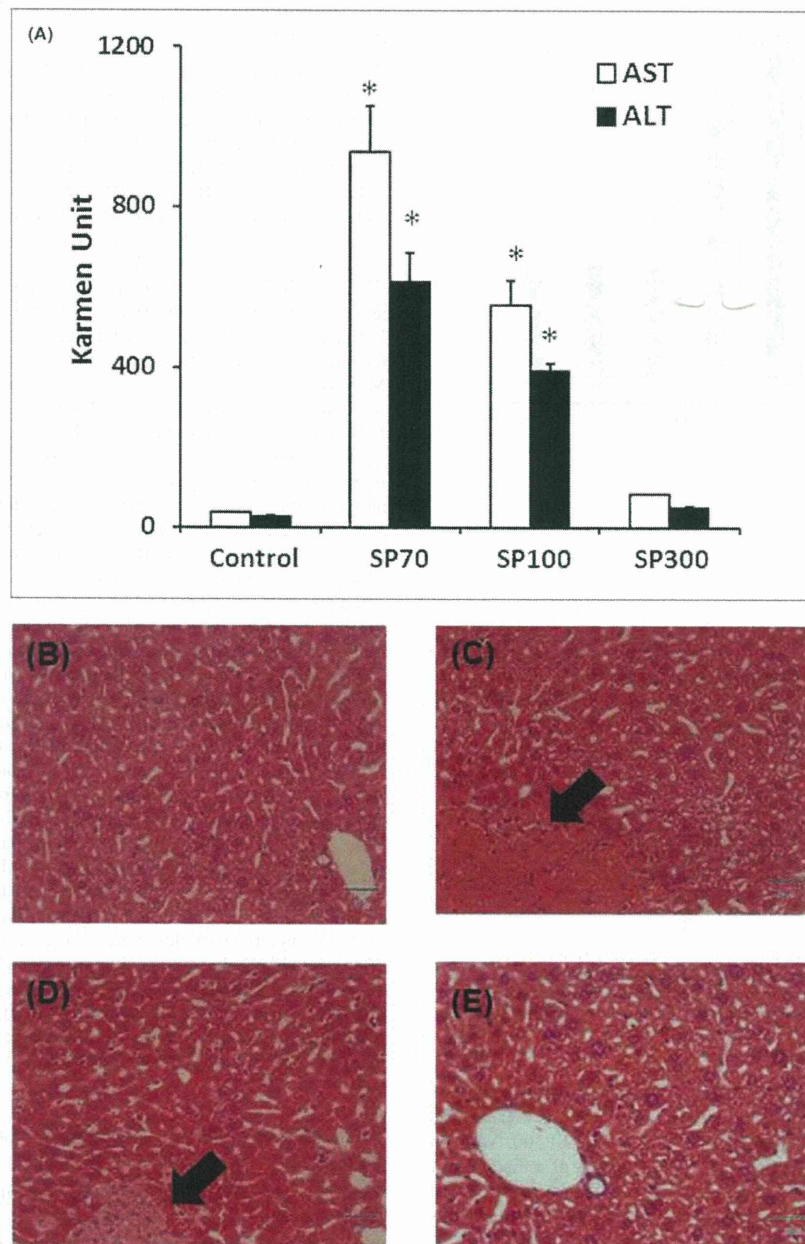 (A)
1200
800
400
0
Karmen Unit
AST
ALT
*
*
*
*
Control SP70 SP100 SP300
(B)
(C)
(D)
(E)